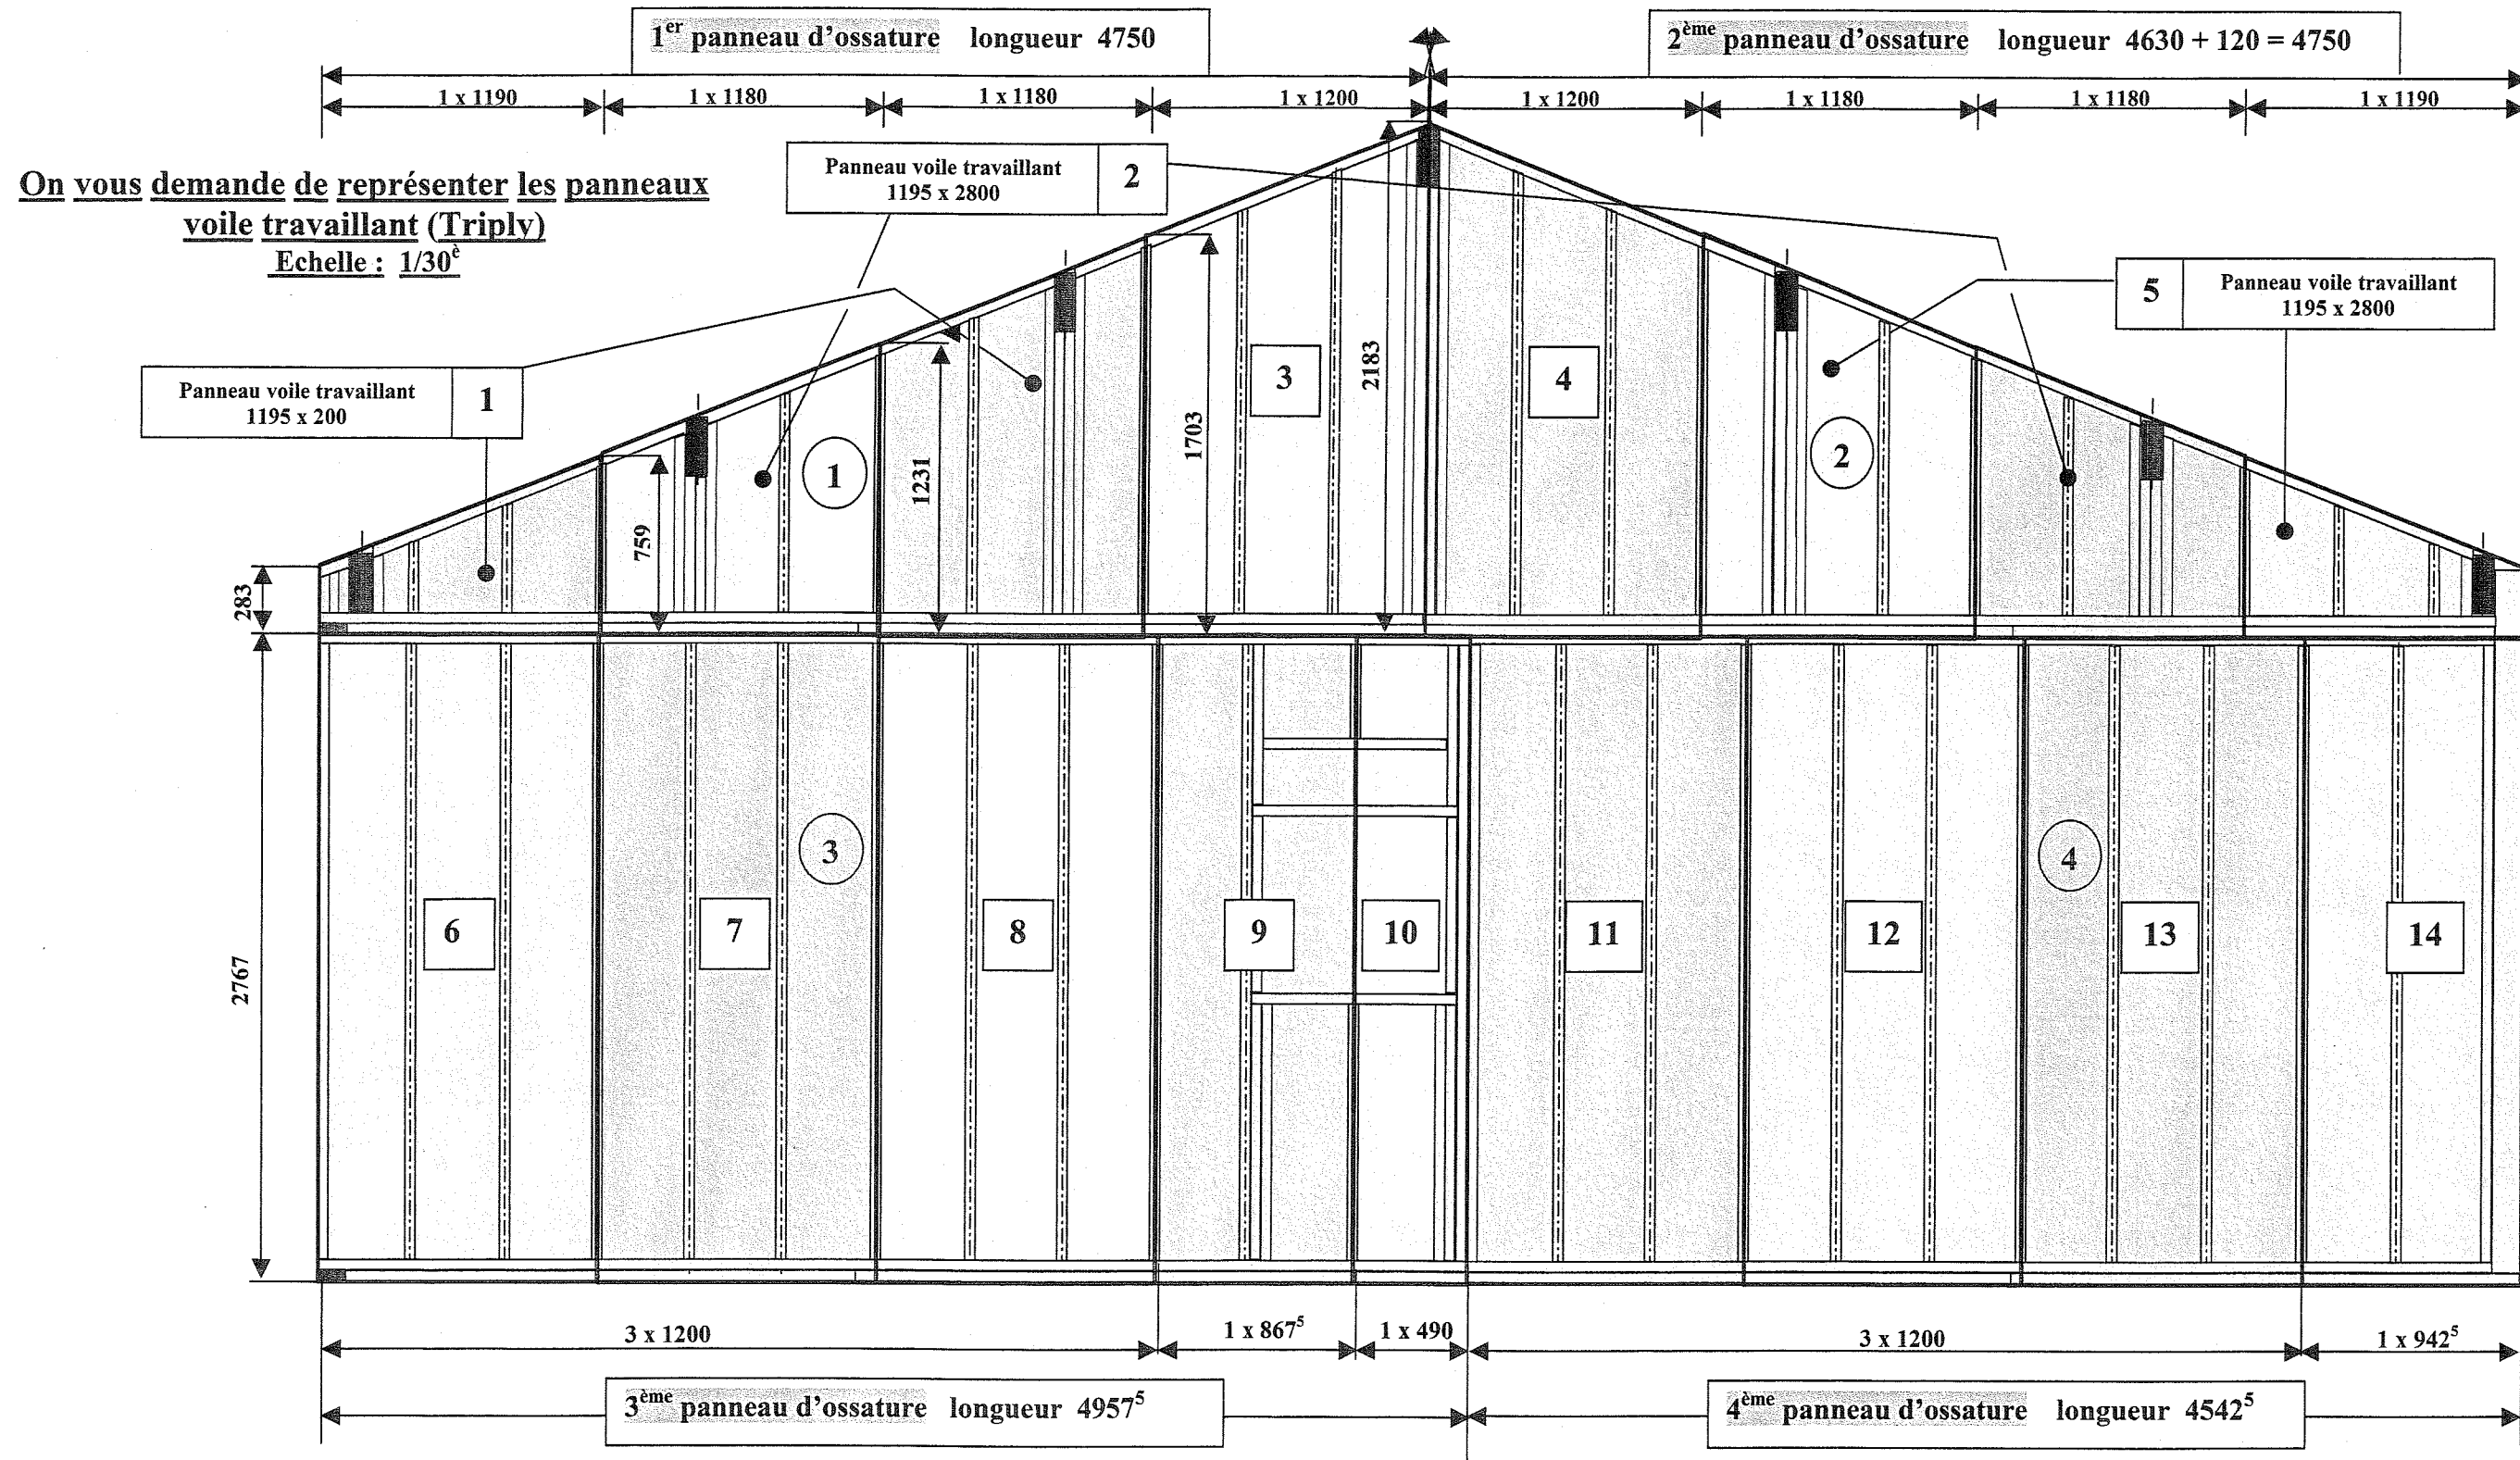 1er panneau d'ossature longueur 4750
2ème panneau d'ossature longueur 4630 + 120 = 4750
1 x 1190
1 x 1180
1 x 1180
1 x 1200
1 x 1200
1 x 1180
1 x 1180
1 x 1190
On vous demande de représenter les panneaux
voile travaillant (Triply)
Echelle : 1/30è
Panneau voile travaillant
1195 x 2800
2
5
Panneau voile travaillant
1195 x 2800
Panneau voile travaillant
1195 x 200
1
3
4
1
2
283
759
1231
1703
2183
2767
3
4
6
7
8
9
10
11
12
13
14
3 x 1200
1 x 867⁵
1 x 490
3 x 1200
1 x 942⁵
3ème panneau d'ossature longueur 4957⁵
4ème panneau d'ossature longueur 4542⁵